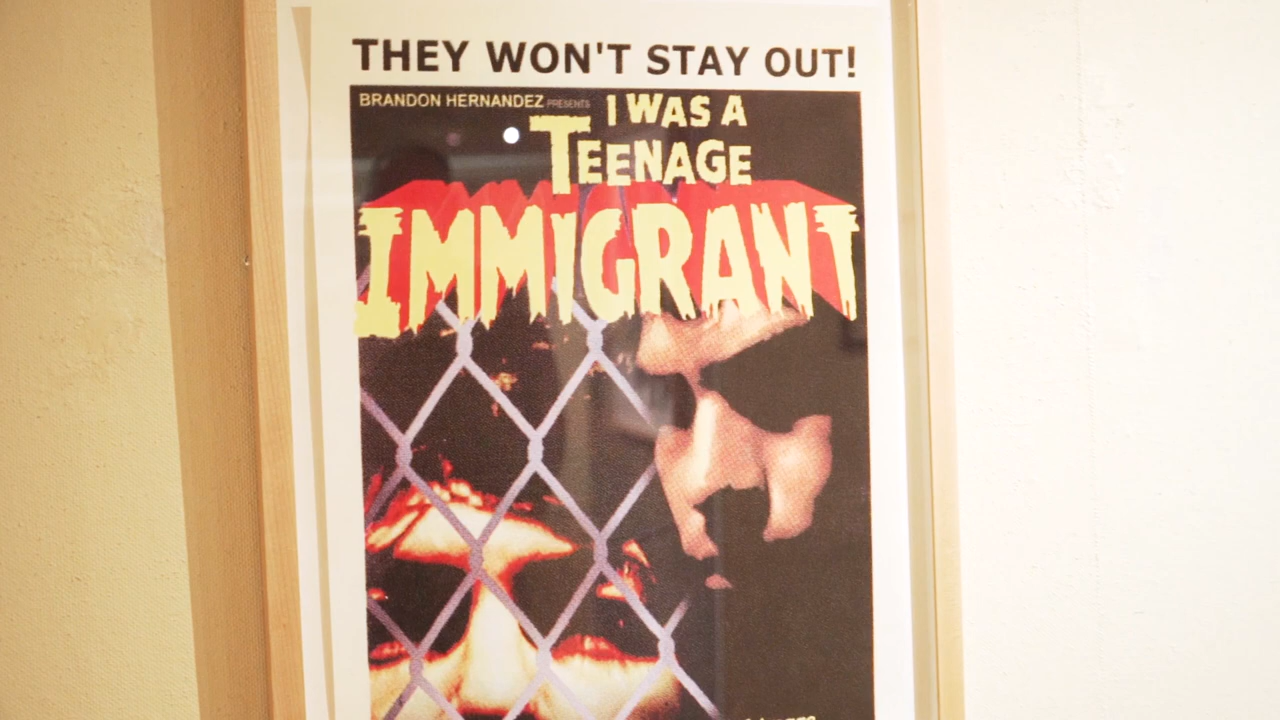 THEY WON'T STAY OUT!
BRANDON HERNANDEZ PRESENTS
I WAS A
TEENAGE
IMMIGRANT